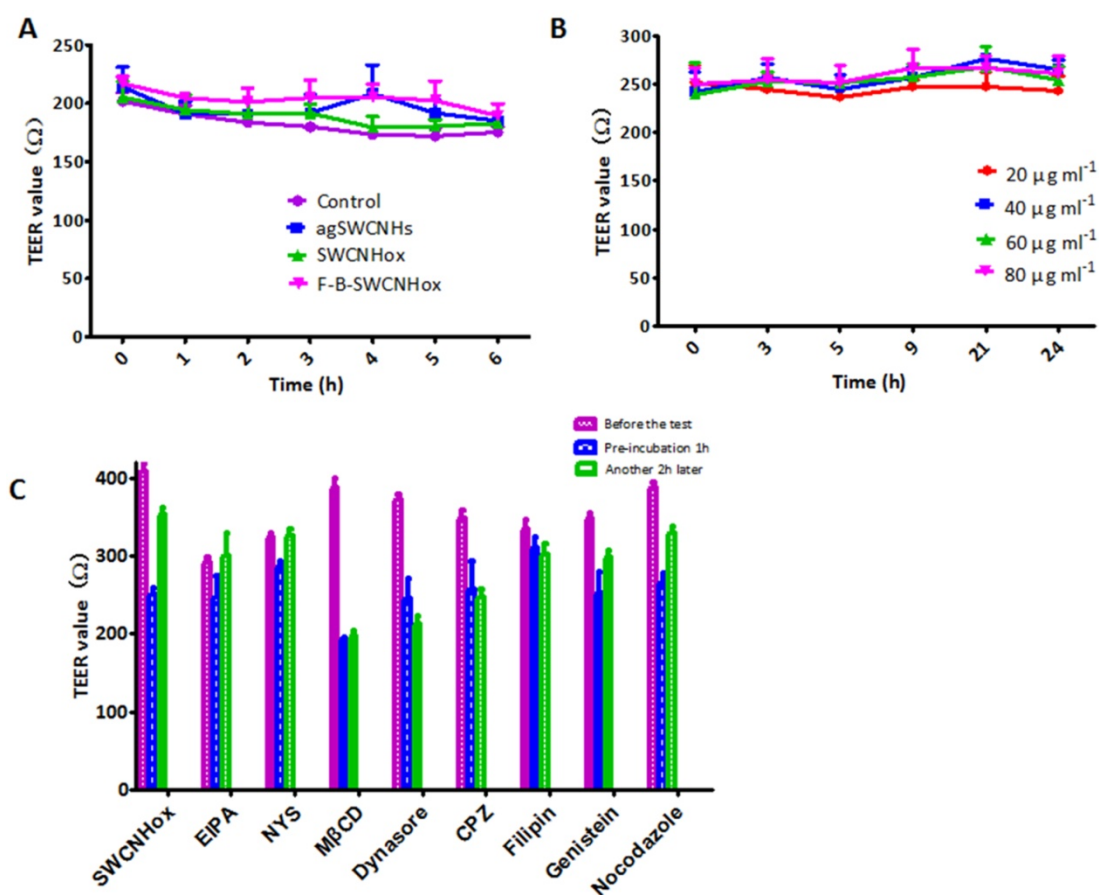 A
250
200
150
100
50
0
TEER value (Ω)
0 1 2 3 4 5 6
Time (h)
Control
agSWCNHs
SWCNHox
F-B-SWCNHox
B
300
250
200
150
100
50
0
TEER value (Ω)
0 3 5 9 21 24
Time (h)
20 μg ml⁻¹
40 μg ml⁻¹
60 μg ml⁻¹
80 μg ml⁻¹
C
Before the test
Pre-incubation 1h
Another 2h later
400
300
200
100
0
TEER value (Ω)
SWCNHox EIPA NYS MβCD Dynasore CPZ Filipin Genistein Nocodazole